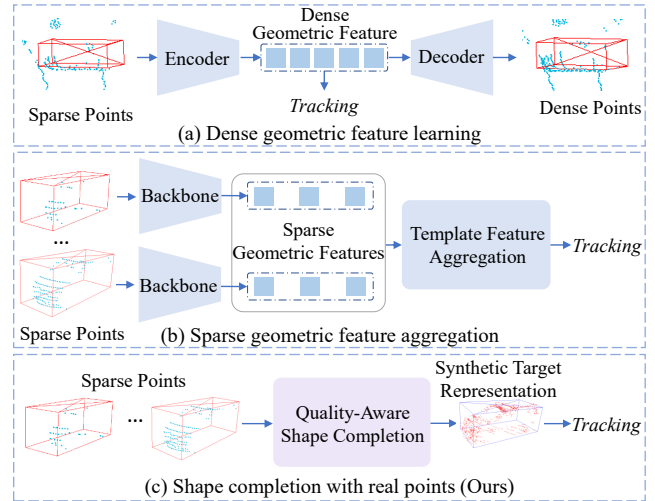 Dense
Geometric Feature
Encoder
Decoder
Sparse Points
Tracking
Dense Points
(a) Dense geometric feature learning
Backbone
...
Sparse
Geometric Features
Template Feature
Aggregation
Tracking
Backbone
Sparse Points
(b) Sparse geometric feature aggregation
Sparse Points
Synthetic Target
Representation
...
Quality-Aware
Shape Completion
Tracking
(c) Shape completion with real points (Ours)